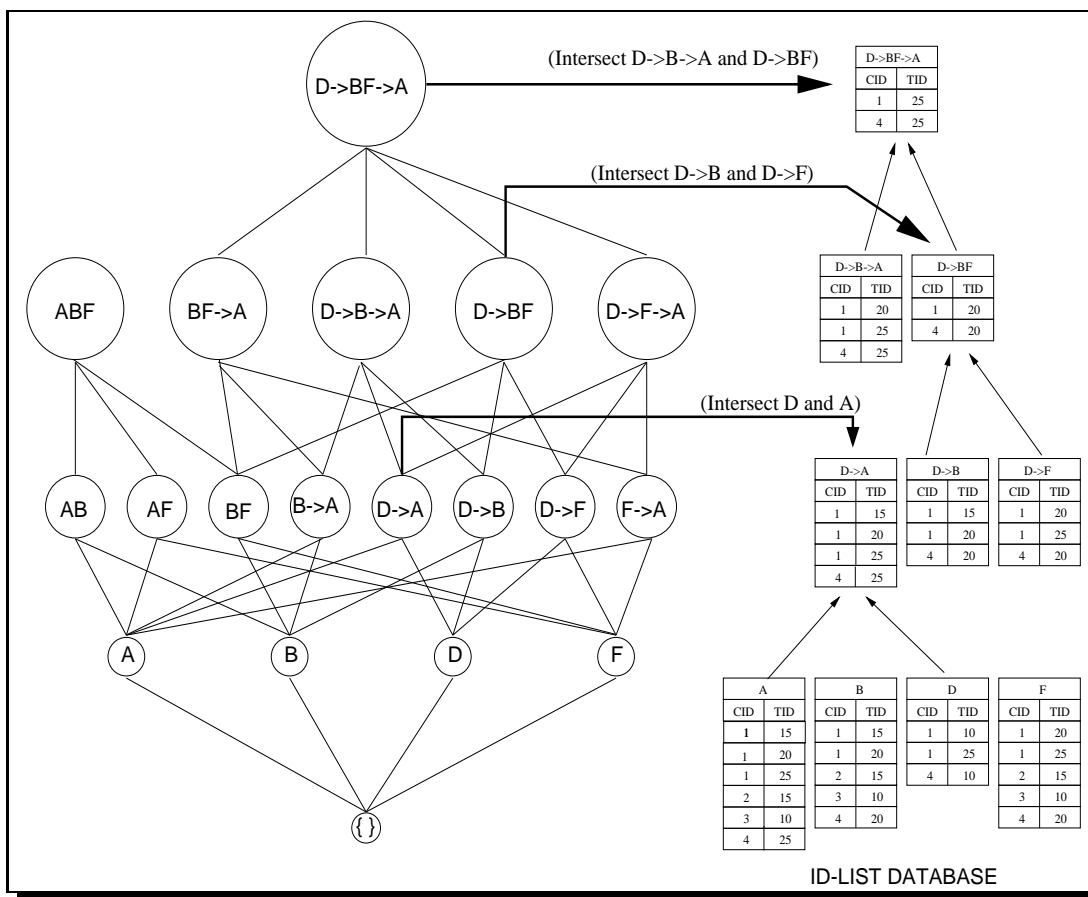 D->BF->A
(Intersect D->B->A and D->BF)
D->BF->A
CID TID
1 25
4 25
(Intersect D->B and D->F)
ABF
BF->A
D->B->A
D->BF
D->F->A
D->B->A
CID TID
1 20
1 25
4 25
D->BF
CID TID
1 20
4 20
(Intersect D and A)
AB
AF
BF
B->A
D->A
D->B
D->F
F->A
D->A
CID TID
1 15
1 20
1 25
4 25
D->B
CID TID
1 15
1 20
4 20
D->F
CID TID
1 20
1 25
4 20
A
B
D
F
A
CID TID
1 15
1 20
1 25
2 15
3 10
4 25
B
CID TID
1 15
1 20
2 15
3 10
4 20
D
CID TID
1 10
1 25
4 10
F
CID TID
1 20
1 25
2 15
3 10
4 20
{ }
ID-LIST DATABASE